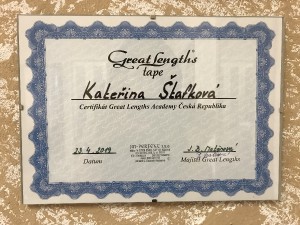 Great Lengths
tape
Kateřina Šťalková
Certifikát Great Lengths Academy Česká Republika
23.4.2019
Datum
Majitel Great Lengths